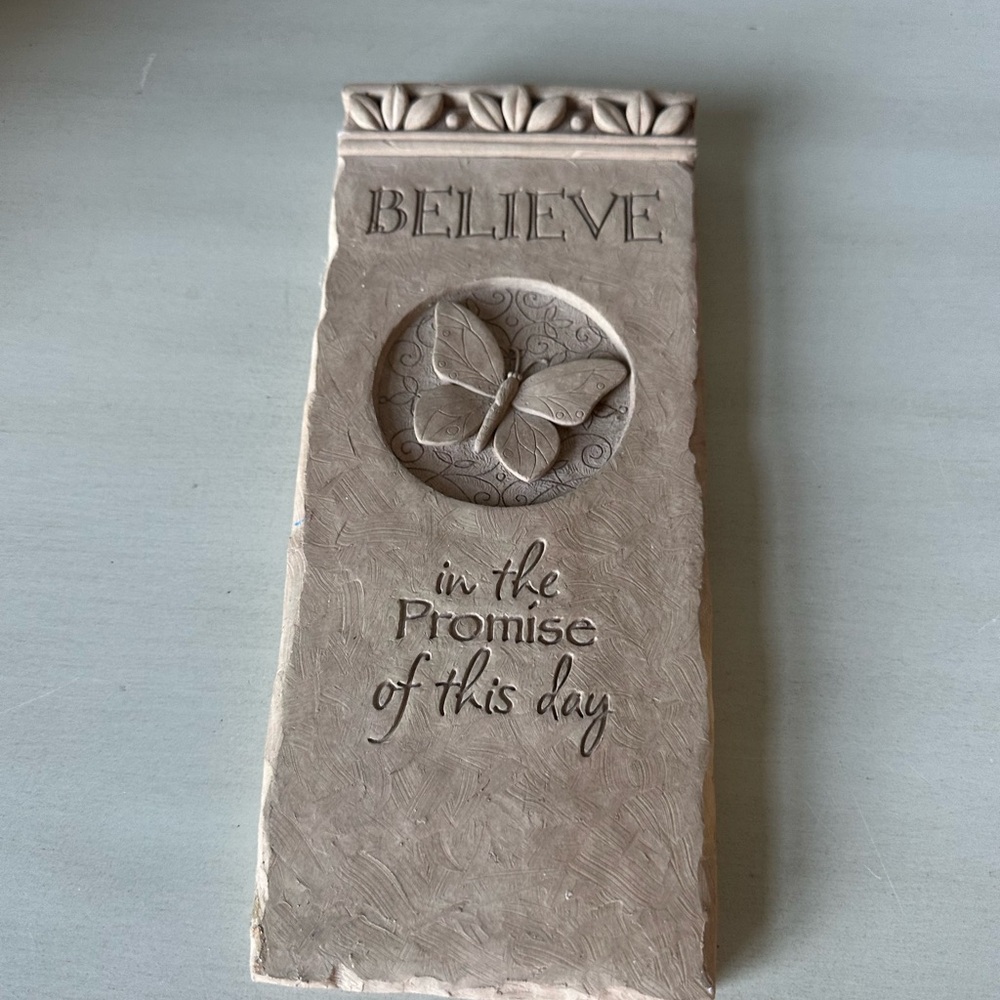 BELIEVE
in the
Promise
of this day